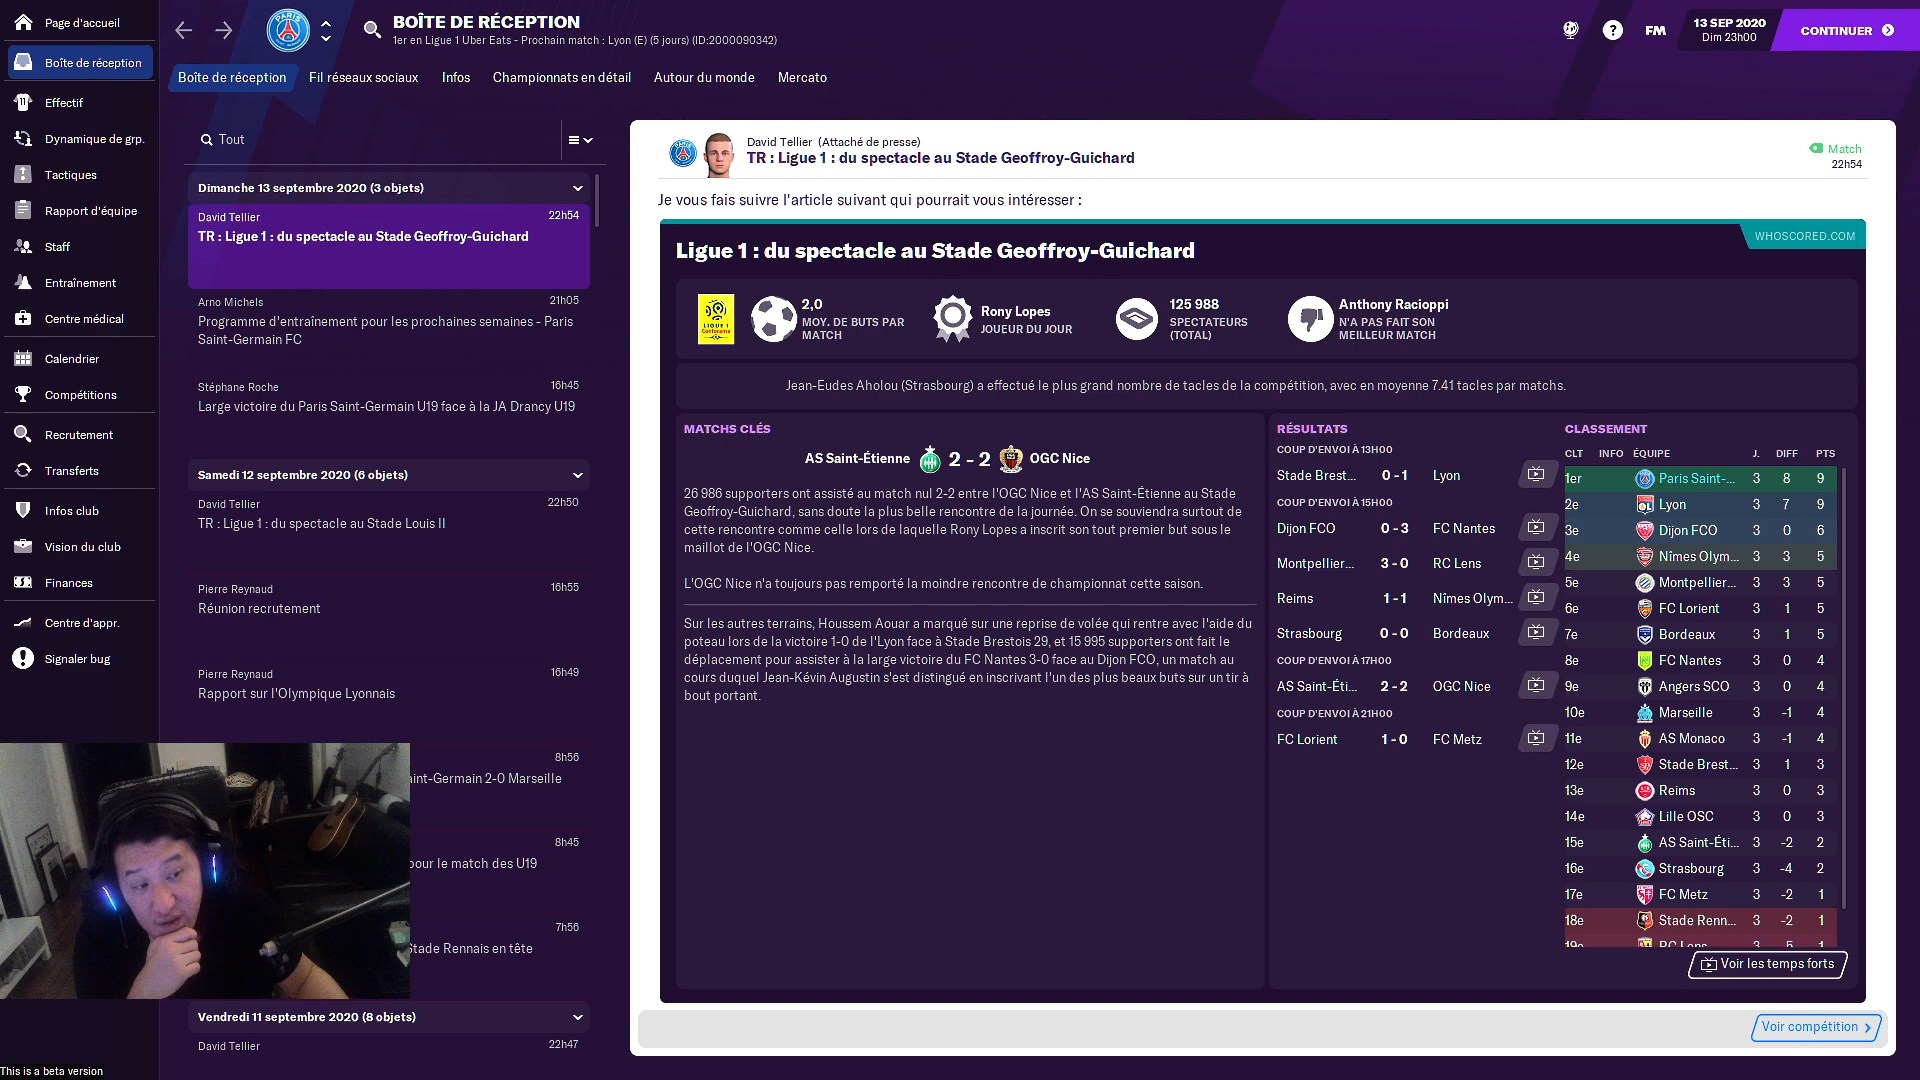 Page d'accueil
Boîte de réception
Effectif
Dynamique de grp.
Tactiques
Rapport d'équipe
Staff
Entraînement
Centre médical
Calendrier
Compétitions
Recrutement
Transferts
Infos club
Vision du club
Finances
Centre d'appr.
Signaler bug
This is a beta version
BOÎTE DE RÉCEPTION
1er en Ligue 1 Uber Eats - Prochain match : Lyon (E) (5 jours) (ID:2000090342)
FM
13 SEP 2020
Dim 23h00
CONTINUER
Boîte de réception Fil réseaux sociaux Infos Championnats en détail Autour du monde Mercato
Tout
Dimanche 13 septembre 2020 (3 objets)
David Tellier 22h54
TR : Ligue 1 : du spectacle au Stade Geoffroy-Guichard
Arno Michels 21h05
Programme d'entraînement pour les prochaines semaines - Paris
Saint-Germain FC
Stéphane Roche 16h45
Large victoire du Paris Saint-Germain U19 face à la JA Drancy U19
Samedi 12 septembre 2020 (6 objets)
David Tellier 22h50
TR : Ligue 1 : du spectacle au Stade Louis II
Pierre Reynaud 16h55
Réunion recrutement
Pierre Reynaud 16h49
Rapport sur l'Olympique Lyonnais
8h56
aint-Germain 2-0 Marseille
8h45
pour le match des U19
7h56
Stade Rennais en tête
Vendredi 11 septembre 2020 (8 objets)
David Tellier 22h47
David Tellier (Attaché de presse)
TR : Ligue 1 : du spectacle au Stade Geoffroy-Guichard
Match
22h54
Je vous fais suivre l'article suivant qui pourrait vous intéresser :
WHOSCORED.COM
Ligue 1 : du spectacle au Stade Geoffroy-Guichard
LIGUE 1
Conforama
2,0
MOY. DE BUTS PAR
MATCH
Rony Lopes
JOUEUR DU JOUR
125 988
SPECTATEURS
(TOTAL)
Anthony Racioppi
N'A PAS FAIT SON
MEILLEUR MATCH
Jean-Eudes Aholou (Strasbourg) a effectué le plus grand nombre de tacles de la compétition, avec en moyenne 7.41 tacles par matchs.
MATCHS CLÉS
AS Saint-Étienne 2 - 2 OGC Nice
26 986 supporters ont assisté au match nul 2-2 entre l'OGC Nice et l'AS Saint-Étienne au Stade
Geoffroy-Guichard, sans doute la plus belle rencontre de la journée. On se souviendra surtout de
cette rencontre comme celle lors de laquelle Rony Lopes a inscrit son tout premier but sous le
maillot de l'OGC Nice.
L'OGC Nice n'a toujours pas remporté la moindre rencontre de championnat cette saison.
Sur les autres terrains, Houssem Aouar a marqué sur une reprise de volée qui rentre avec l'aide du
poteau lors de la victoire 1-0 de l'Lyon face à Stade Brestois 29, et 15 995 supporters ont fait le
déplacement pour assister à la large victoire du FC Nantes 3-0 face au Dijon FCO, un match au
cours duquel Jean-Kévin Augustin s'est distingué en inscrivant l'un des plus beaux buts sur un tir à
bout portant.
RÉSULTATS
COUP D'ENVOI À 13H00
Stade Brest... 0 - 1 Lyon
COUP D'ENVOI À 15H00
Dijon FCO 0 - 3 FC Nantes
Montpellier... 3 - 0 RC Lens
Reims 1 - 1 Nîmes Olym...
Strasbourg 0 - 0 Bordeaux
COUP D'ENVOI À 17H00
AS Saint-Éti... 2 - 2 OGC Nice
COUP D'ENVOI À 21H00
FC Lorient 1 - 0 FC Metz
CLASSEMENT
CLT INFO ÉQUIPE J. DIFF PTS
1er Paris Saint-... 3 8 9
2e Lyon 3 7 9
3e Dijon FCO 3 0 6
4e Nîmes Olym... 3 3 5
5e Montpellier... 3 3 5
6e FC Lorient 3 1 5
7e Bordeaux 3 1 5
8e FC Nantes 3 0 4
9e Angers SCO 3 0 4
10e Marseille 3 -1 4
11e AS Monaco 3 -1 4
12e Stade Brest... 3 1 3
13e Reims 3 0 3
14e Lille OSC 3 0 3
15e AS Saint-Éti... 3 -2 2
16e Strasbourg 3 -4 2
17e FC Metz 3 -2 1
18e Stade Renn... 3 -2 1
19e RC Lens 3 -5 1
Voir les temps forts
Voir compétition